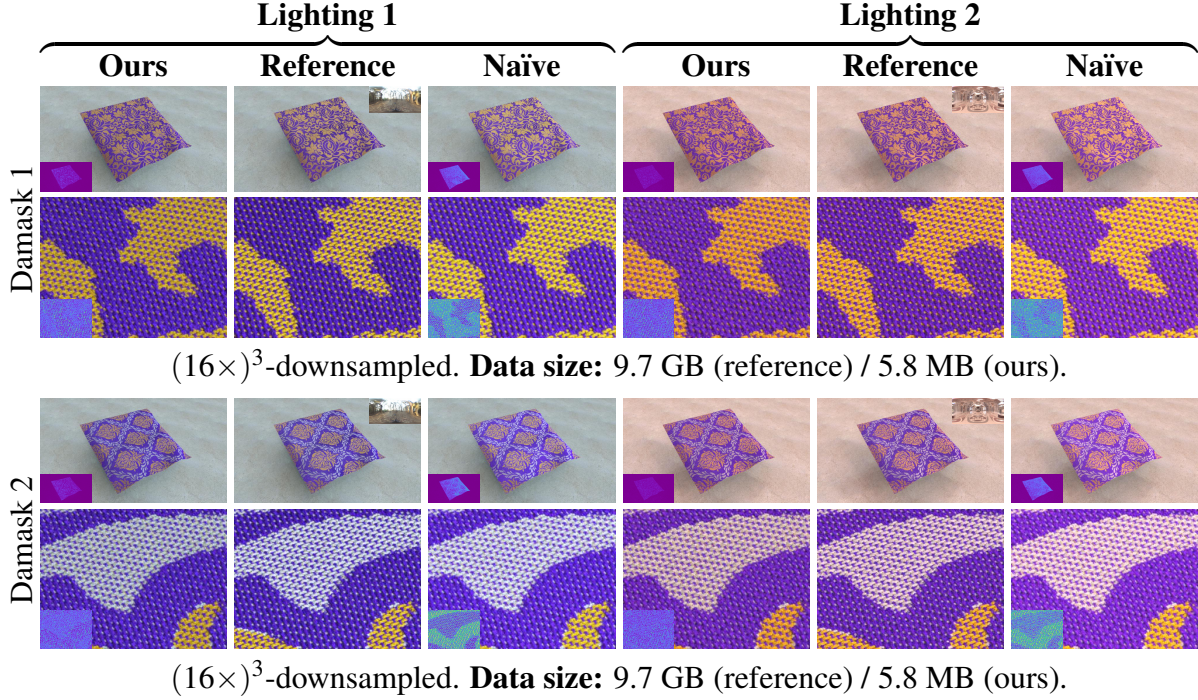 Lighting 1 Lighting 2
Ours Reference Naïve Ours Reference Naïve
Damask 1
(16×)³-downsampled. Data size: 9.7 GB (reference) / 5.8 MB (ours).
Damask 2
(16×)³-downsampled. Data size: 9.7 GB (reference) / 5.8 MB (ours).